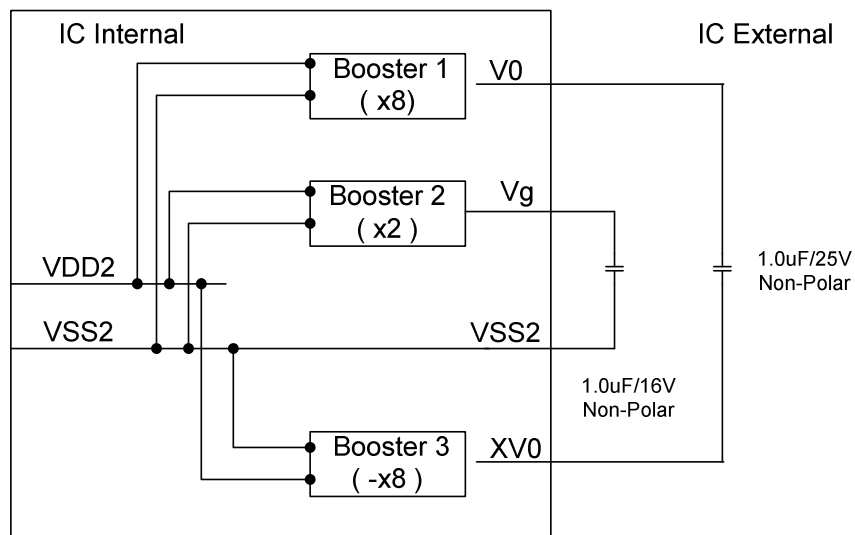 IC Internal
IC External
Booster 1
( x8)
V0
Booster 2
( x2 )
Vg
VDD2
1.0uF/25V
Non-Polar
VSS2
VSS2
1.0uF/16V
Non-Polar
Booster 3
( -x8 )
XV0